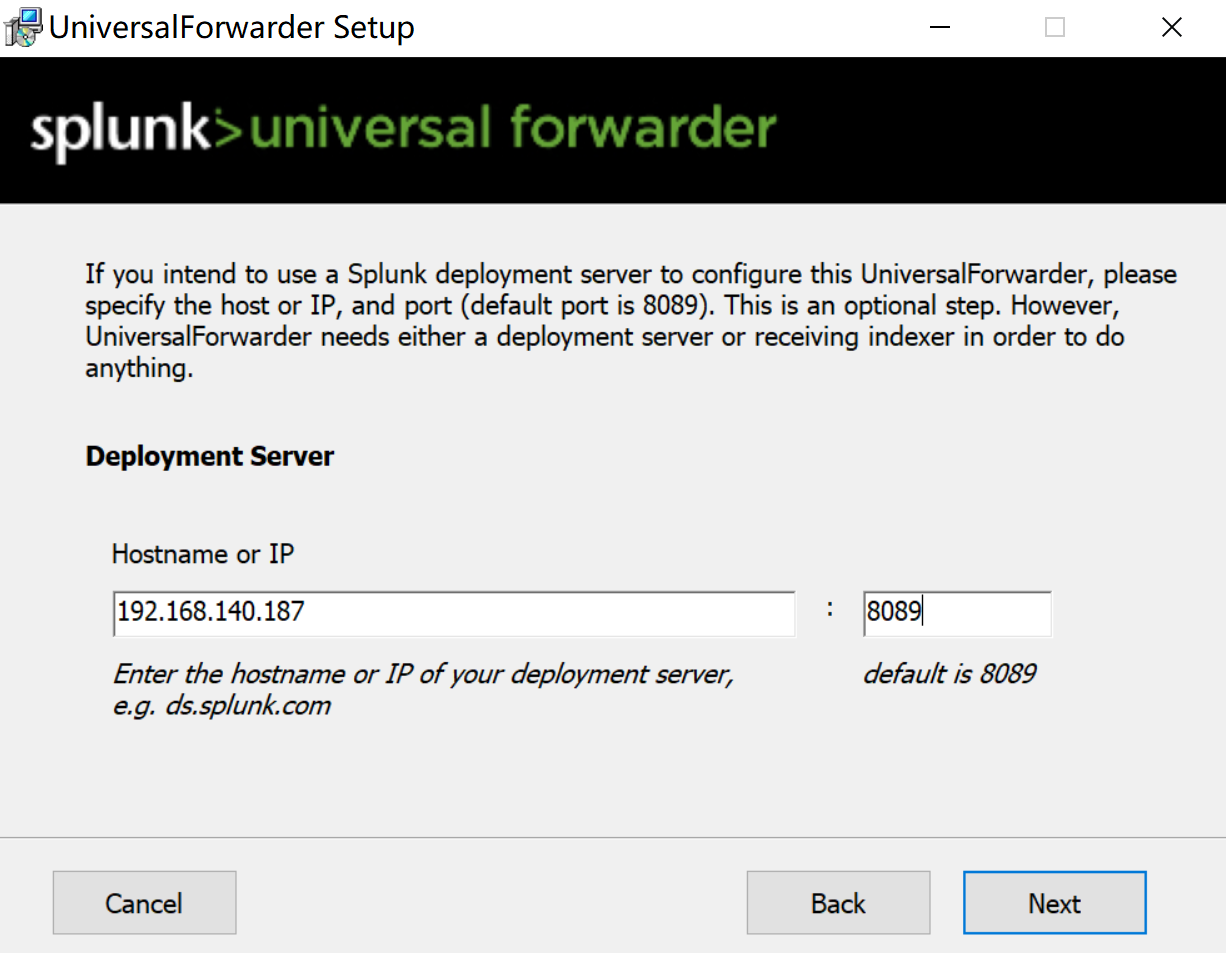 UniversalForwarder Setup
splunk>universal forwarder
If you intend to use a Splunk deployment server to configure this UniversalForwarder, please
specify the host or IP, and port (default port is 8089). This is an optional step. However,
UniversalForwarder needs either a deployment server or receiving indexer in order to do
anything.
Deployment Server
Hostname or IP
192.168.140.187 : 8089
Enter the hostname or IP of your deployment server, default is 8089
e.g. ds.splunk.com
Cancel Back Next